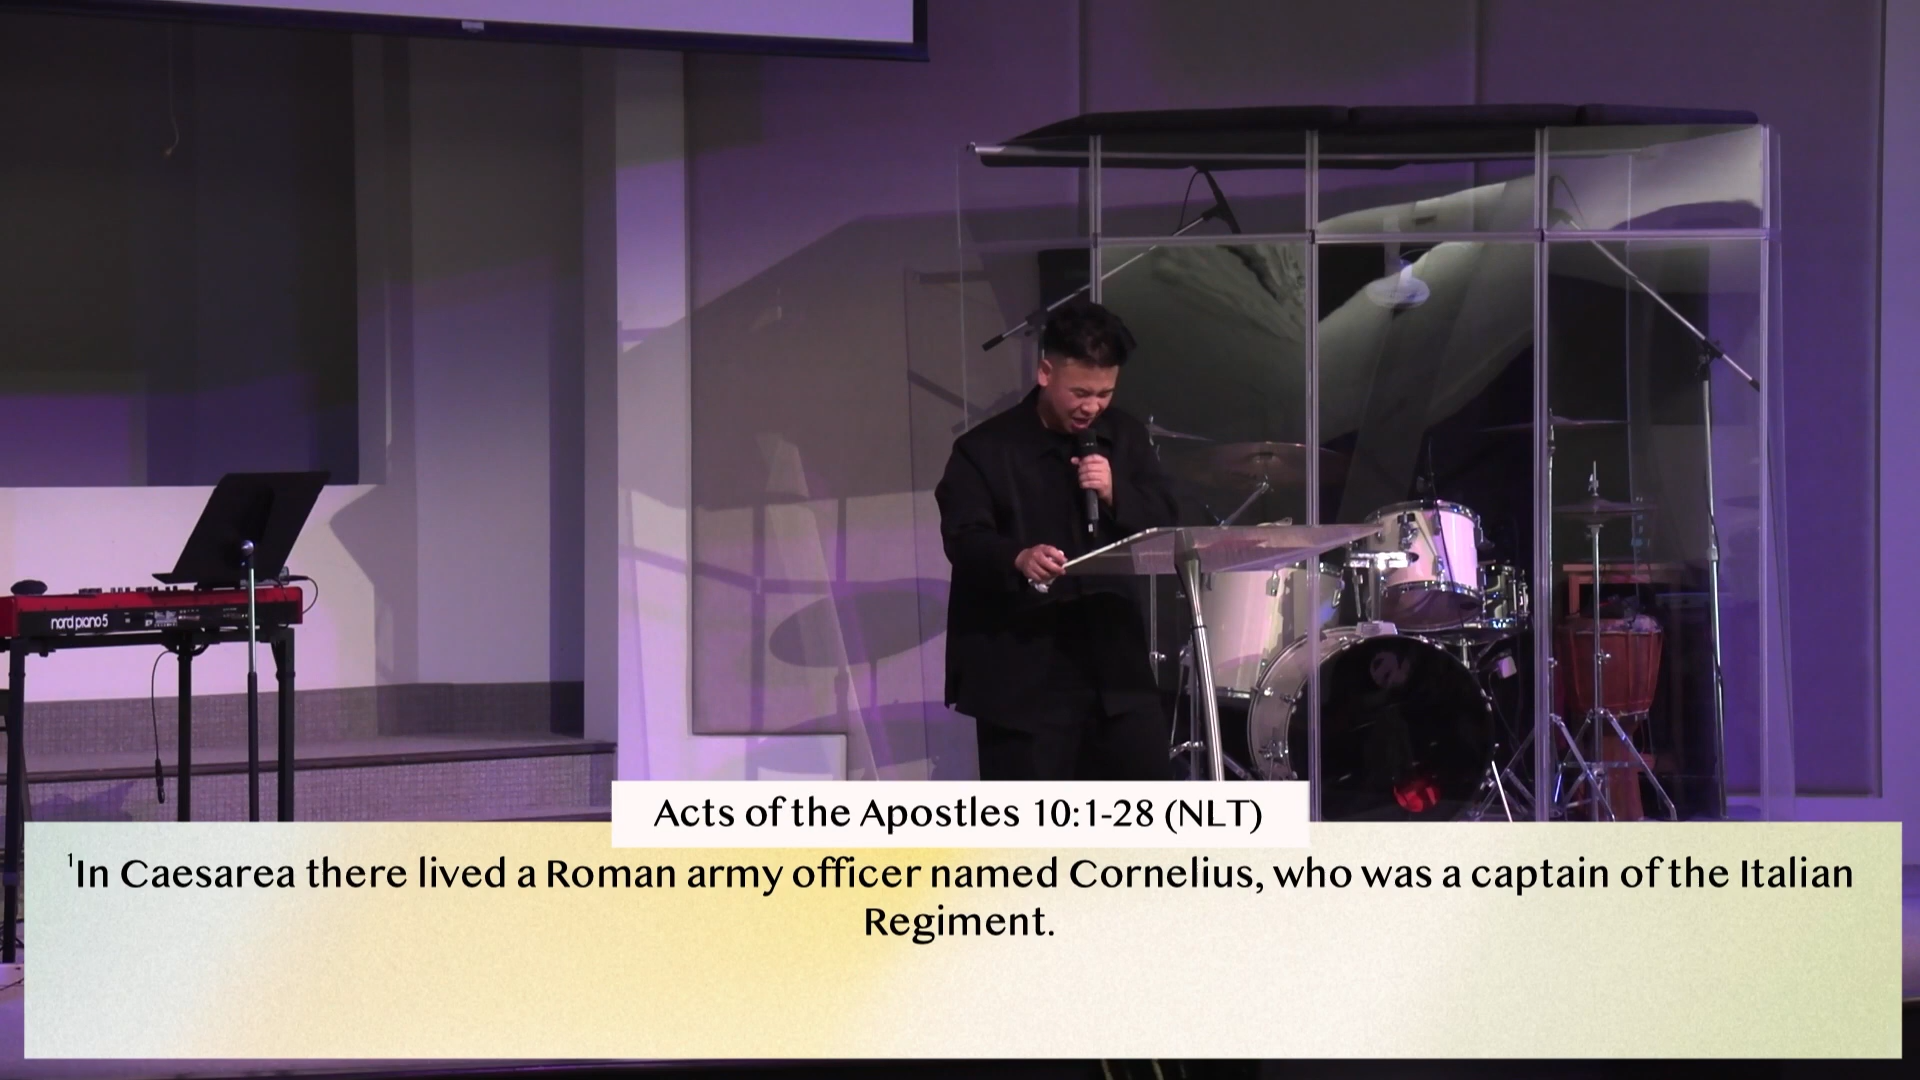 nord piano 5
Acts of the Apostles 10:1-28 (NLT)
¹In Caesarea there lived a Roman army officer named Cornelius, who was a captain of the Italian
Regiment.